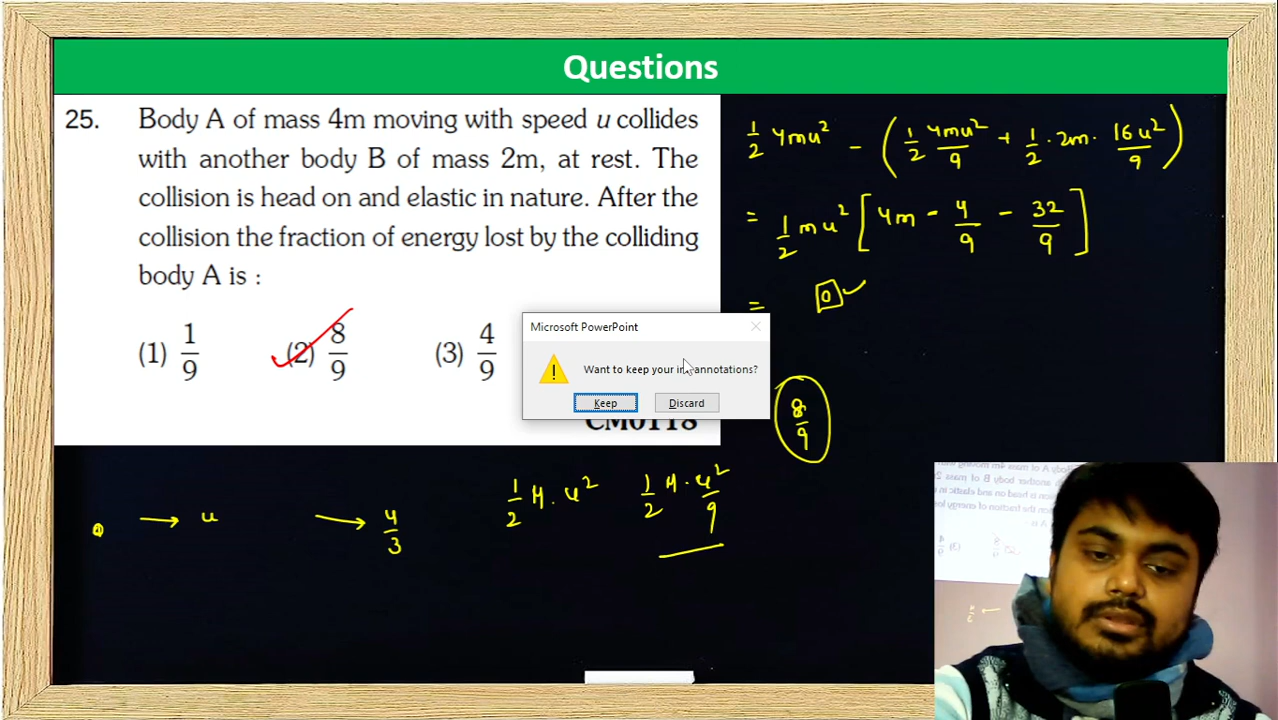 Questions
25. Body A of mass 4m moving with speed u collides
with another body B of mass 2m, at rest. The
collision is head on and elastic in nature. After the
collision the fraction of energy lost by the colliding
body A is :
(1) 1/9 (2) 8/9 (3) 4/9
CM0118
1/2 4mu² - (1/2 4mu²/9 + 1/2 · 2m · 16u²/9)
= 1/2 mu² [4m - 4/9 - 32/9]
= 0
Microsoft PowerPoint
Want to keep your ink annotations?
Keep Discard
8/9
→ u → u/3
1/2 4 · u² 1/2 4 · u²/9